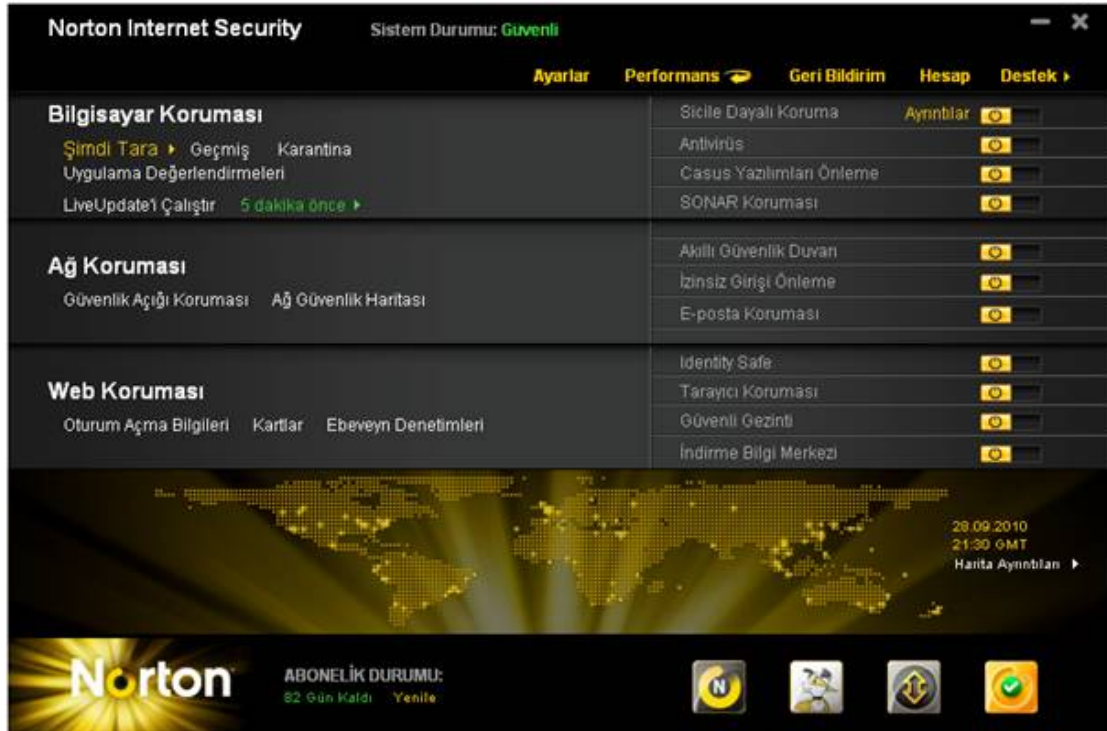 Norton Internet Security Sistem Durumu: Güvenli
Ayarlar Performans Geri Bildirim Hesap Destek
Bilgisayar Koruması
Şimdi Tara Geçmiş Karantina
Uygulama Değerlendirmeleri
LiveUpdate'i Çalıştır 5 dakika önce
Sicile Dayalı Koruma Ayrıntılar
Antivirüs
Casus Yazılımları Önleme
SONAR Koruması
Ağ Koruması
Güvenlik Açığı Koruması Ağ Güvenlik Haritası
Akıllı Güvenlik Duvarı
İzinsiz Girişi Önleme
E-posta Koruması
Web Koruması
Oturum Açma Bilgileri Kartlar Ebeveyn Denetimleri
Identity Safe
Tarayıcı Koruması
Güvenli Gezinti
İndirme Bilgi Merkezi
28.09.2010
21:30 GMT
Harita Ayrıntıları
Norton
ABONELİK DURUMU:
82 Gün Kaldı Yenile
N